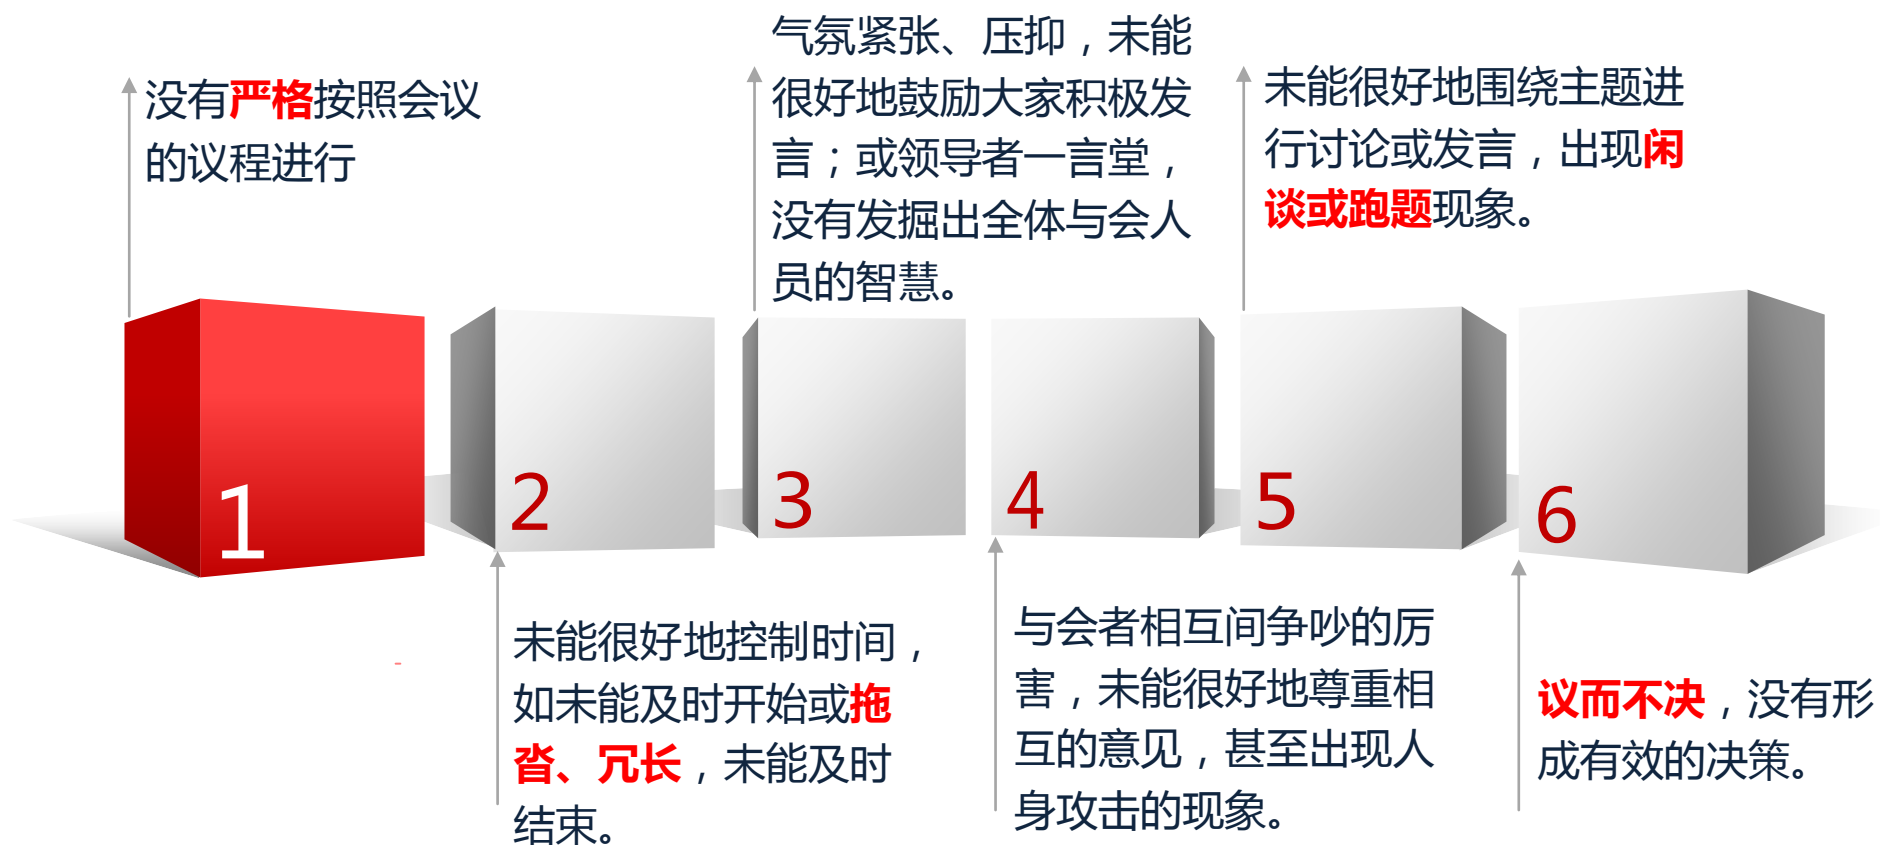 没有严格按照会议
的议程进行
气氛紧张、压抑，未能
很好地鼓励大家积极发
言；或领导者一言堂，
没有发掘出全体与会人
员的智慧。
未能很好地围绕主题进
行讨论或发言，出现闲
谈或跑题现象。
1
2
3
4
5
6
未能很好地控制时间，
如未能及时开始或拖
沓、冗长，未能及时
结束。
与会者相互间争吵的厉
害，未能很好地尊重相
互的意见，甚至出现人
身攻击的现象。
议而不决，没有形
成有效的决策。